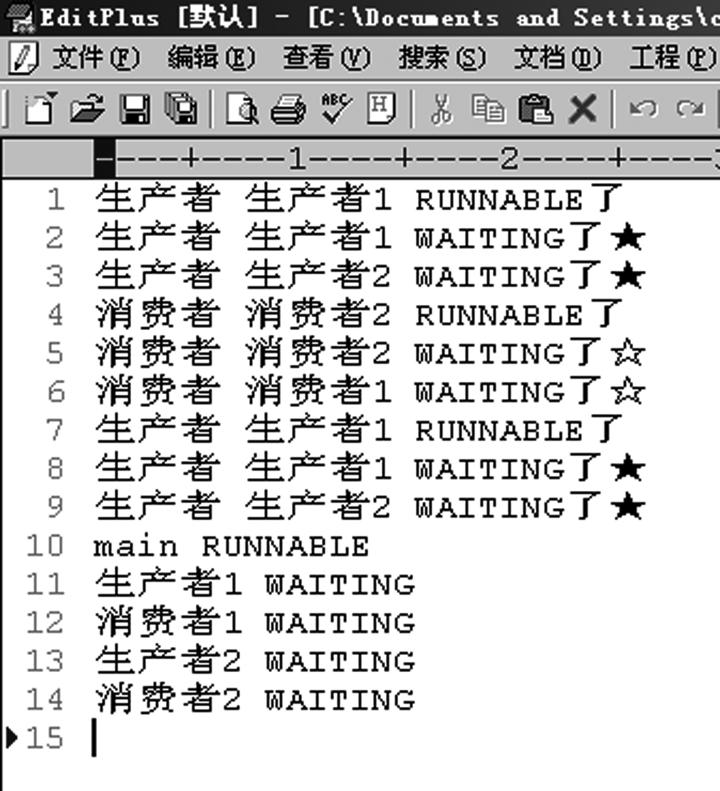 EditPlus [默认] - [C:\Documents and Settings\
文件(F) 编辑(E) 查看(V) 搜索(S) 文档(D) 工程(P)
ABC H
----+----1----+----2----+----
1 生产者 生产者1 RUNNABLE了
2 生产者 生产者1 WAITING了★
3 生产者 生产者2 WAITING了★
4 消费者 消费者2 RUNNABLE了
5 消费者 消费者2 WAITING了☆
6 消费者 消费者1 WAITING了☆
7 生产者 生产者1 RUNNABLE了
8 生产者 生产者1 WAITING了★
9 生产者 生产者2 WAITING了★
10 main RUNNABLE
11 生产者1 WAITING
12 消费者1 WAITING
13 生产者2 WAITING
14 消费者2 WAITING
15